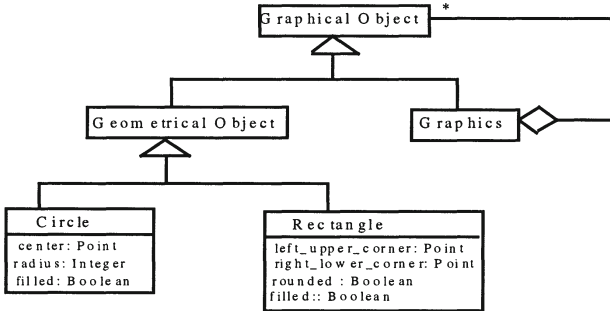 Graphical Object
*
Geometrical Object
Graphics
Circle
center: Point
radius: Integer
filled: Boolean
Rectangle
left_upper_corner: Point
right_lower_corner: Point
rounded : Boolean
filled:: Boolean